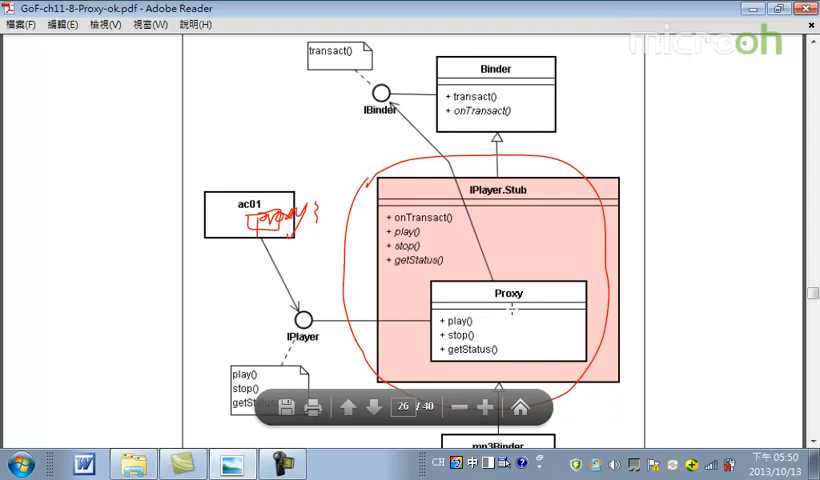 GoF-ch11-8-Proxy-ok.pdf - Adobe Reader
檔案(F) 編輯(E) 檢視(V) 視窗(W) 說明(H)
microoh
transact()
IBinder
Binder
+ transact()
+ onTransact()
ac01
proxy }
IPlayer.Stub
+ onTransact()
+ play()
+ stop()
+ getStatus()
Proxy
+ play()
+ stop()
+ getStatus()
IPlayer
play()
stop()
26 / 40
mp3Binder
CH 中
下午 05:50
2013/10/13